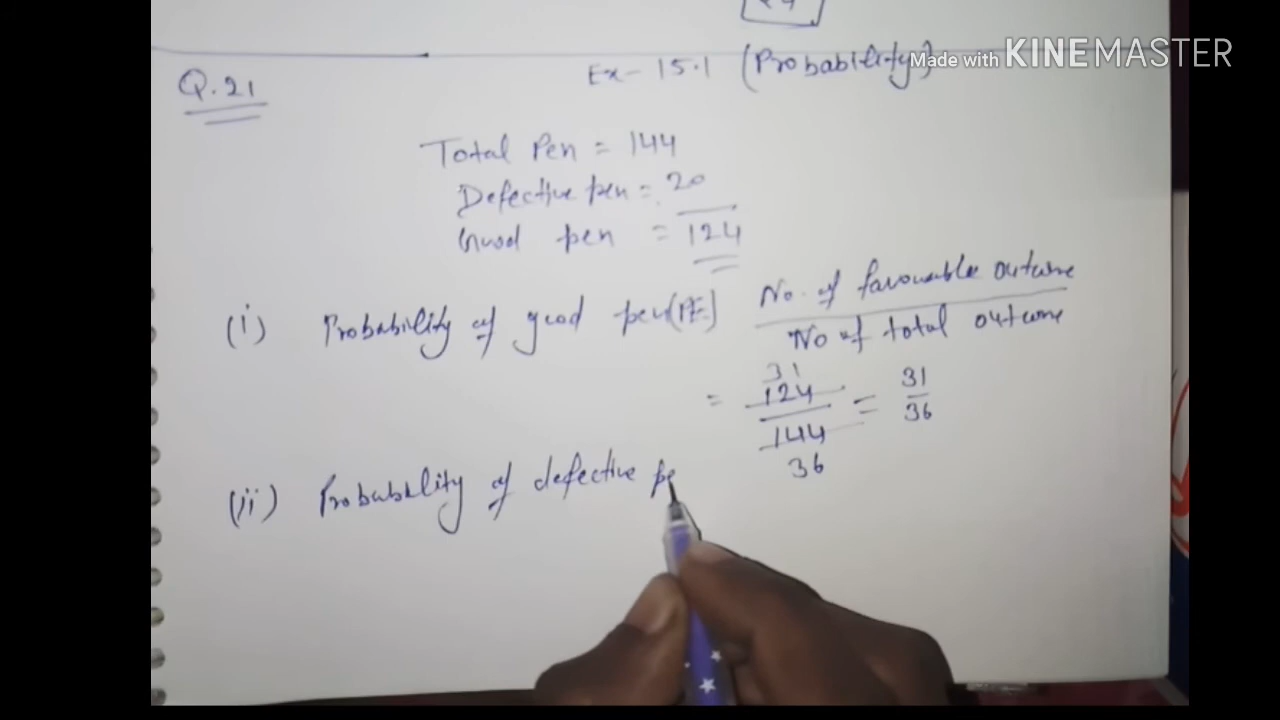 Made with KINEMASTER
Q.21 Ex-15.1 (Probability)
Total Pen = 144
Defective pen = 20
Good pen = 124
(i) Probability of good pen(PE) No. of favourable outcome
No of total outcome
31
= 124 = 31
144 36
36
(ii) Probability of defective pe